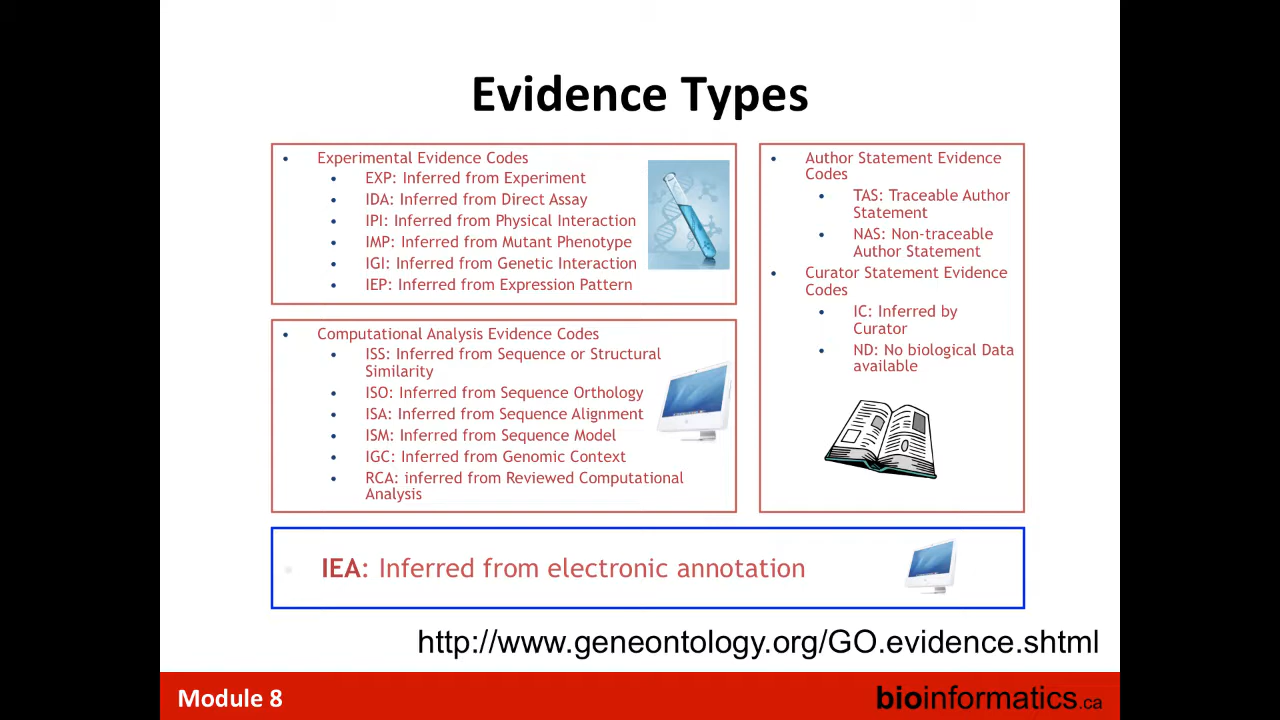 Evidence Types
• Experimental Evidence Codes
• EXP: Inferred from Experiment
• IDA: Inferred from Direct Assay
• IPI: Inferred from Physical Interaction
• IMP: Inferred from Mutant Phenotype
• IGI: Inferred from Genetic Interaction
• IEP: Inferred from Expression Pattern
• Computational Analysis Evidence Codes
• ISS: Inferred from Sequence or Structural
Similarity
• ISO: Inferred from Sequence Orthology
• ISA: Inferred from Sequence Alignment
• ISM: Inferred from Sequence Model
• IGC: Inferred from Genomic Context
• RCA: inferred from Reviewed Computational
Analysis
• Author Statement Evidence
Codes
• TAS: Traceable Author
Statement
• NAS: Non-traceable
Author Statement
• Curator Statement Evidence
Codes
• IC: Inferred by
Curator
• ND: No biological Data
available
• IEA: Inferred from electronic annotation
http://www.geneontology.org/GO.evidence.shtml
Module 8
bioinformatics.ca